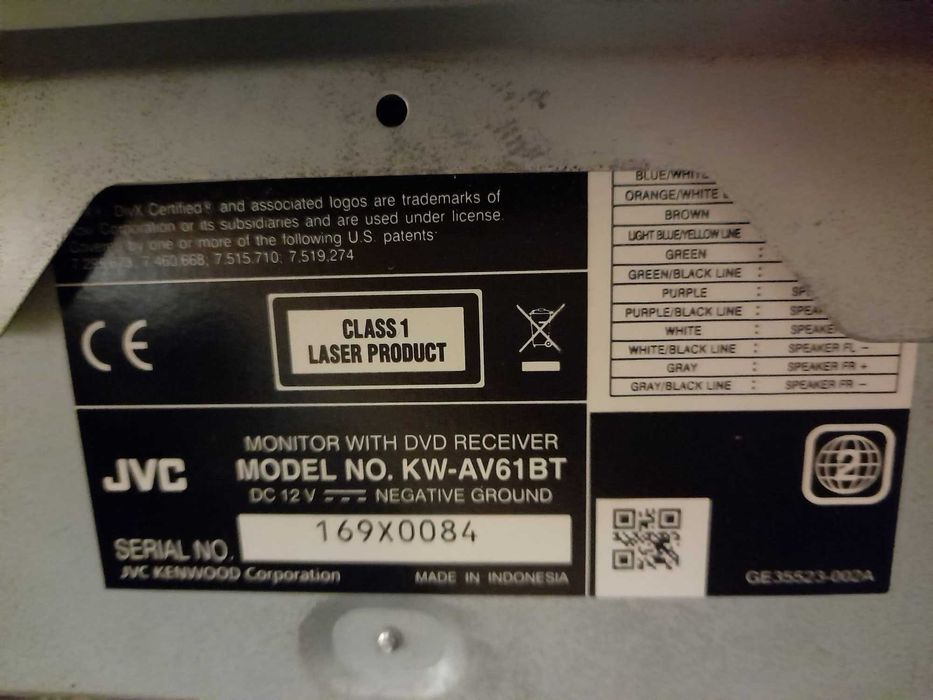 DivX Certified® and associated logos are trademarks of
Corporation or its subsidiaries and are used under license.
by one or more of the following U.S. patents:
7,460,668; 7,515,710; 7,519,274
CE
CLASS 1
LASER PRODUCT
BLUE/WHITE
ORANGE/WHITE
BROWN
LIGHT BLUE/YELLOW LINE
GREEN :
GREEN/BLACK LINE :
PURPLE :
PURPLE/BLACK LINE :
WHITE :
WHITE/BLACK LINE : SPEAKER FL −
GRAY : SPEAKER FR +
GRAY/BLACK LINE : SPEAKER FR −
JVC
MONITOR WITH DVD RECEIVER
MODEL NO. KW-AV61BT
DC 12 V NEGATIVE GROUND
SERIAL NO. 169X0084
JVC KENWOOD Corporation MADE IN INDONESIA
2
GE35523-002A